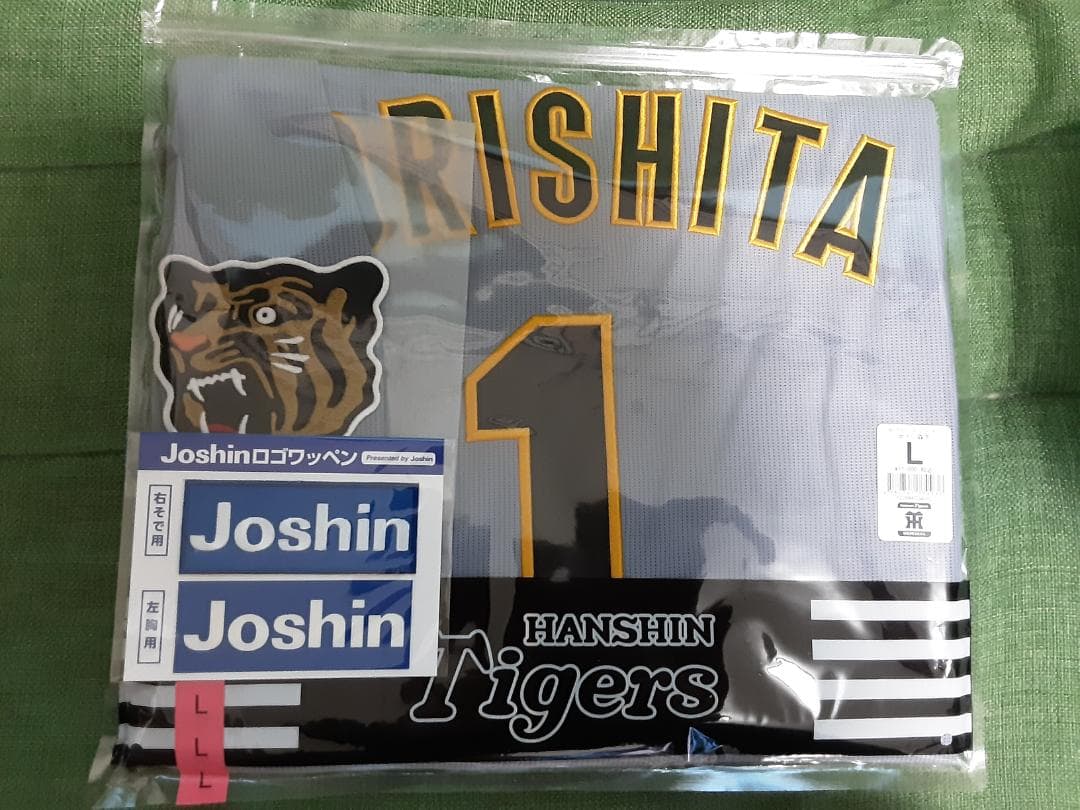 RISHITA
1
Joshinロゴワッペン Presented by Joshin
右そで用
Joshin
左胸用
Joshin
L
HANSHIN
Tigers
L
L
L